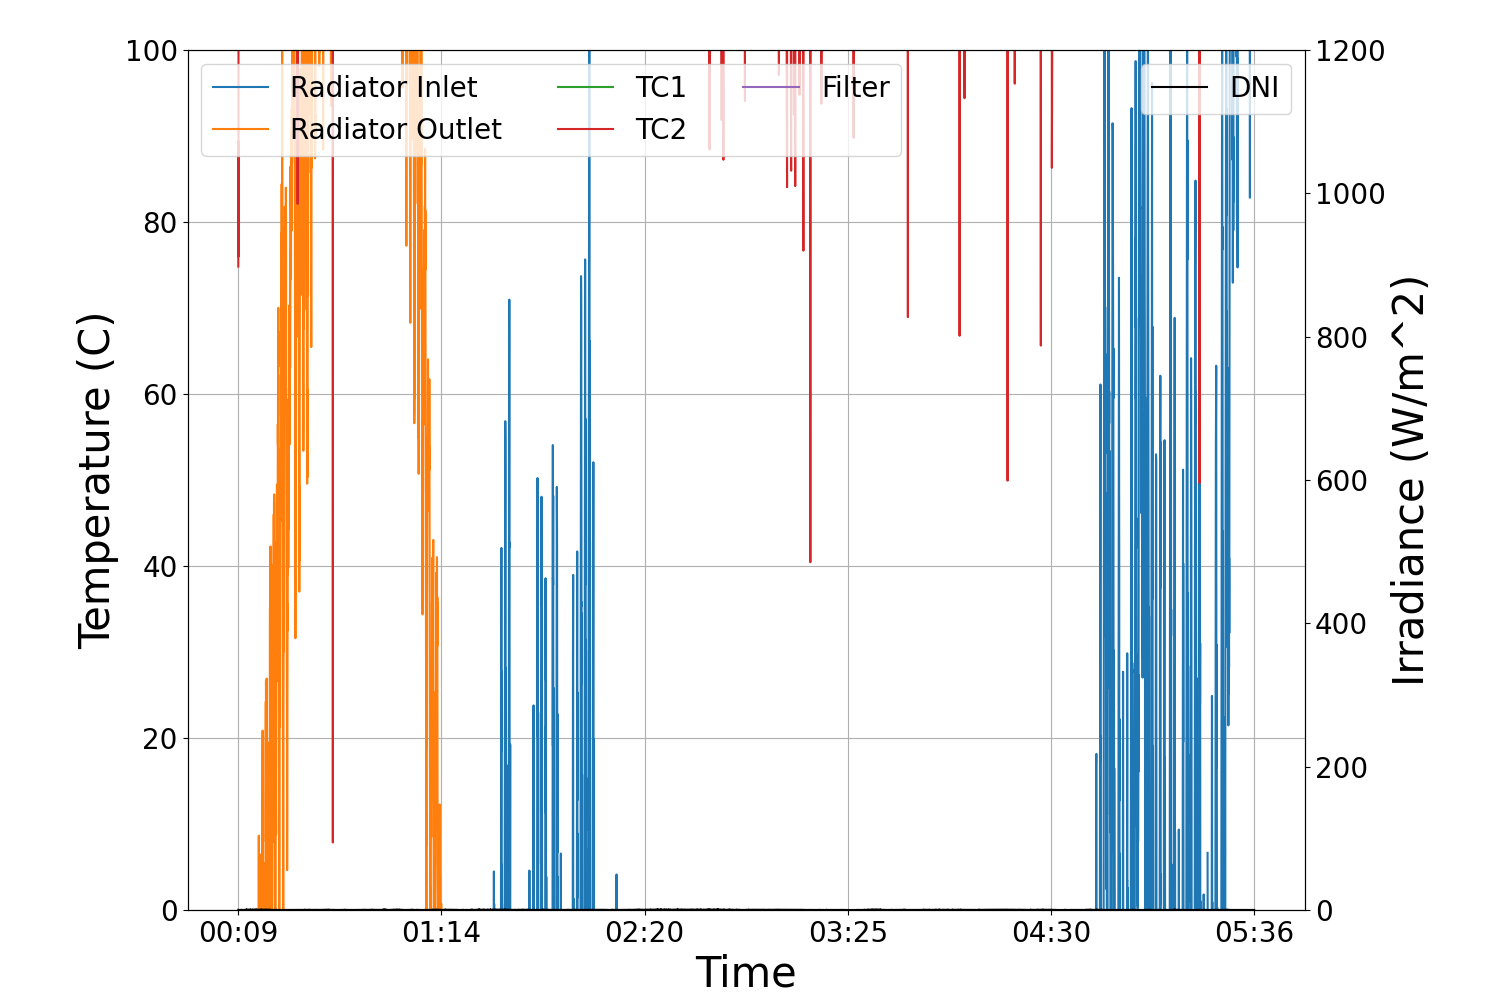 100
80
60
40
20
0
Temperature (C)
Radiator Inlet
Radiator Outlet
TC1
TC2
Filter
DNI
1200
1000
800
600
400
200
0
Irradiance (W/m^2)
00:09 01:14 02:20 03:25 04:30 05:36
Time